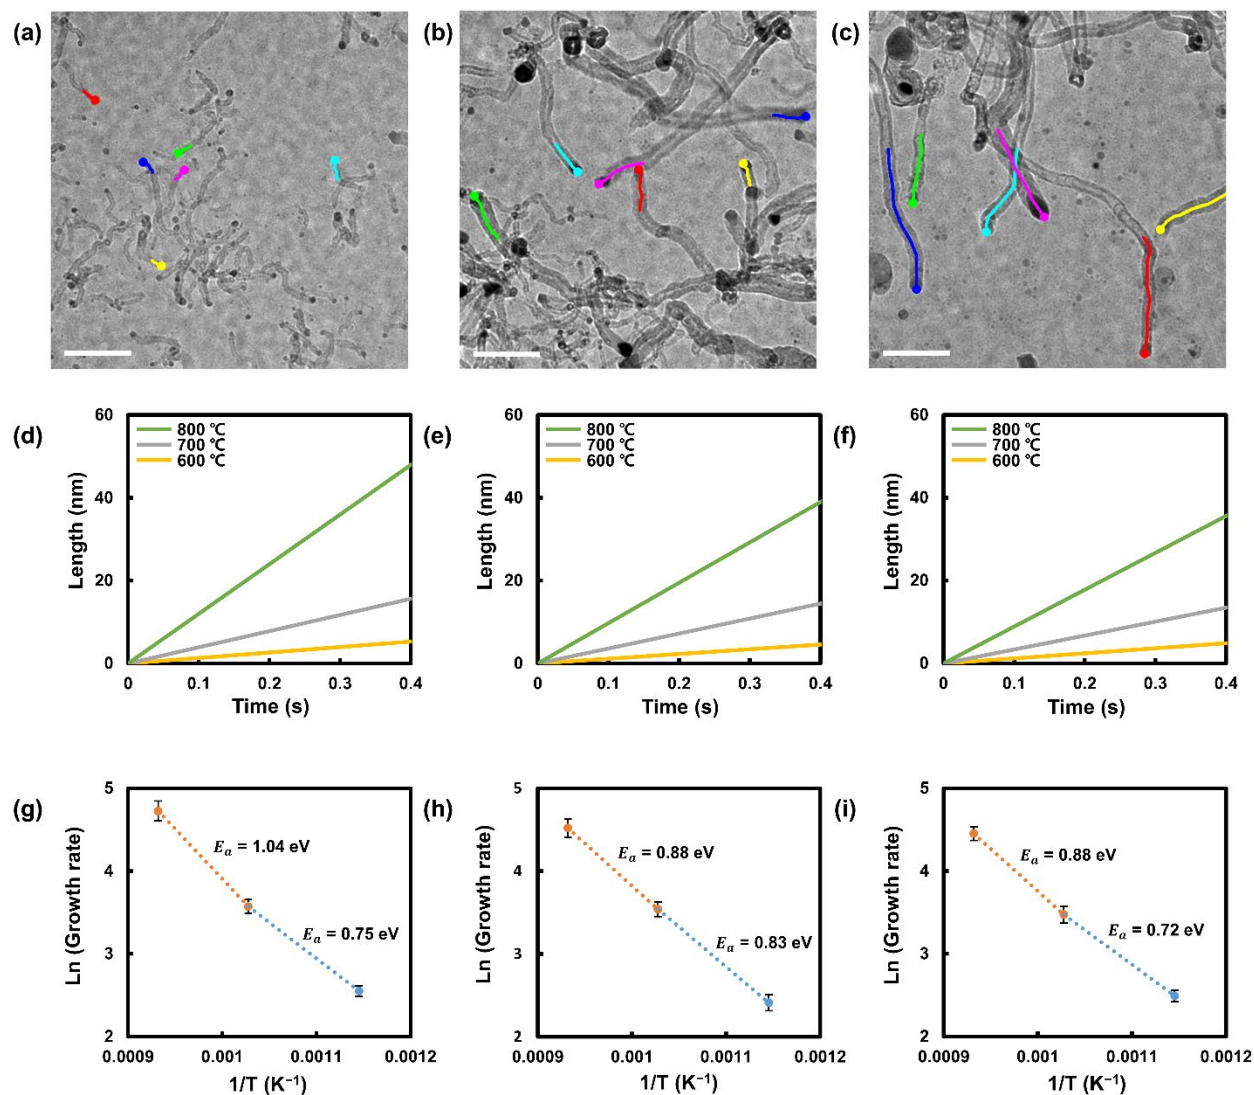 (a)
(b)
(c)
(d)
60
40
20
0
Length (nm)
800 ℃
700 ℃
600 ℃
0 0.1 0.2 0.3 0.4
Time (s)
(e)
60
40
20
0
Length (nm)
800 ℃
700 ℃
600 ℃
0 0.1 0.2 0.3 0.4
Time (s)
(f)
60
40
20
0
Length (nm)
800 ℃
700 ℃
600 ℃
0 0.1 0.2 0.3 0.4
Time (s)
(g)
5
4
3
2
Ln (Growth rate)
Eₐ = 1.04 eV
Eₐ = 0.75 eV
0.0009 0.001 0.0011 0.0012
1/T (K⁻¹)
(h)
5
4
3
2
Ln (Growth rate)
Eₐ = 0.88 eV
Eₐ = 0.83 eV
0.0009 0.001 0.0011 0.0012
1/T (K⁻¹)
(i)
5
4
3
2
Ln (Growth rate)
Eₐ = 0.88 eV
Eₐ = 0.72 eV
0.0009 0.001 0.0011 0.0012
1/T (K⁻¹)